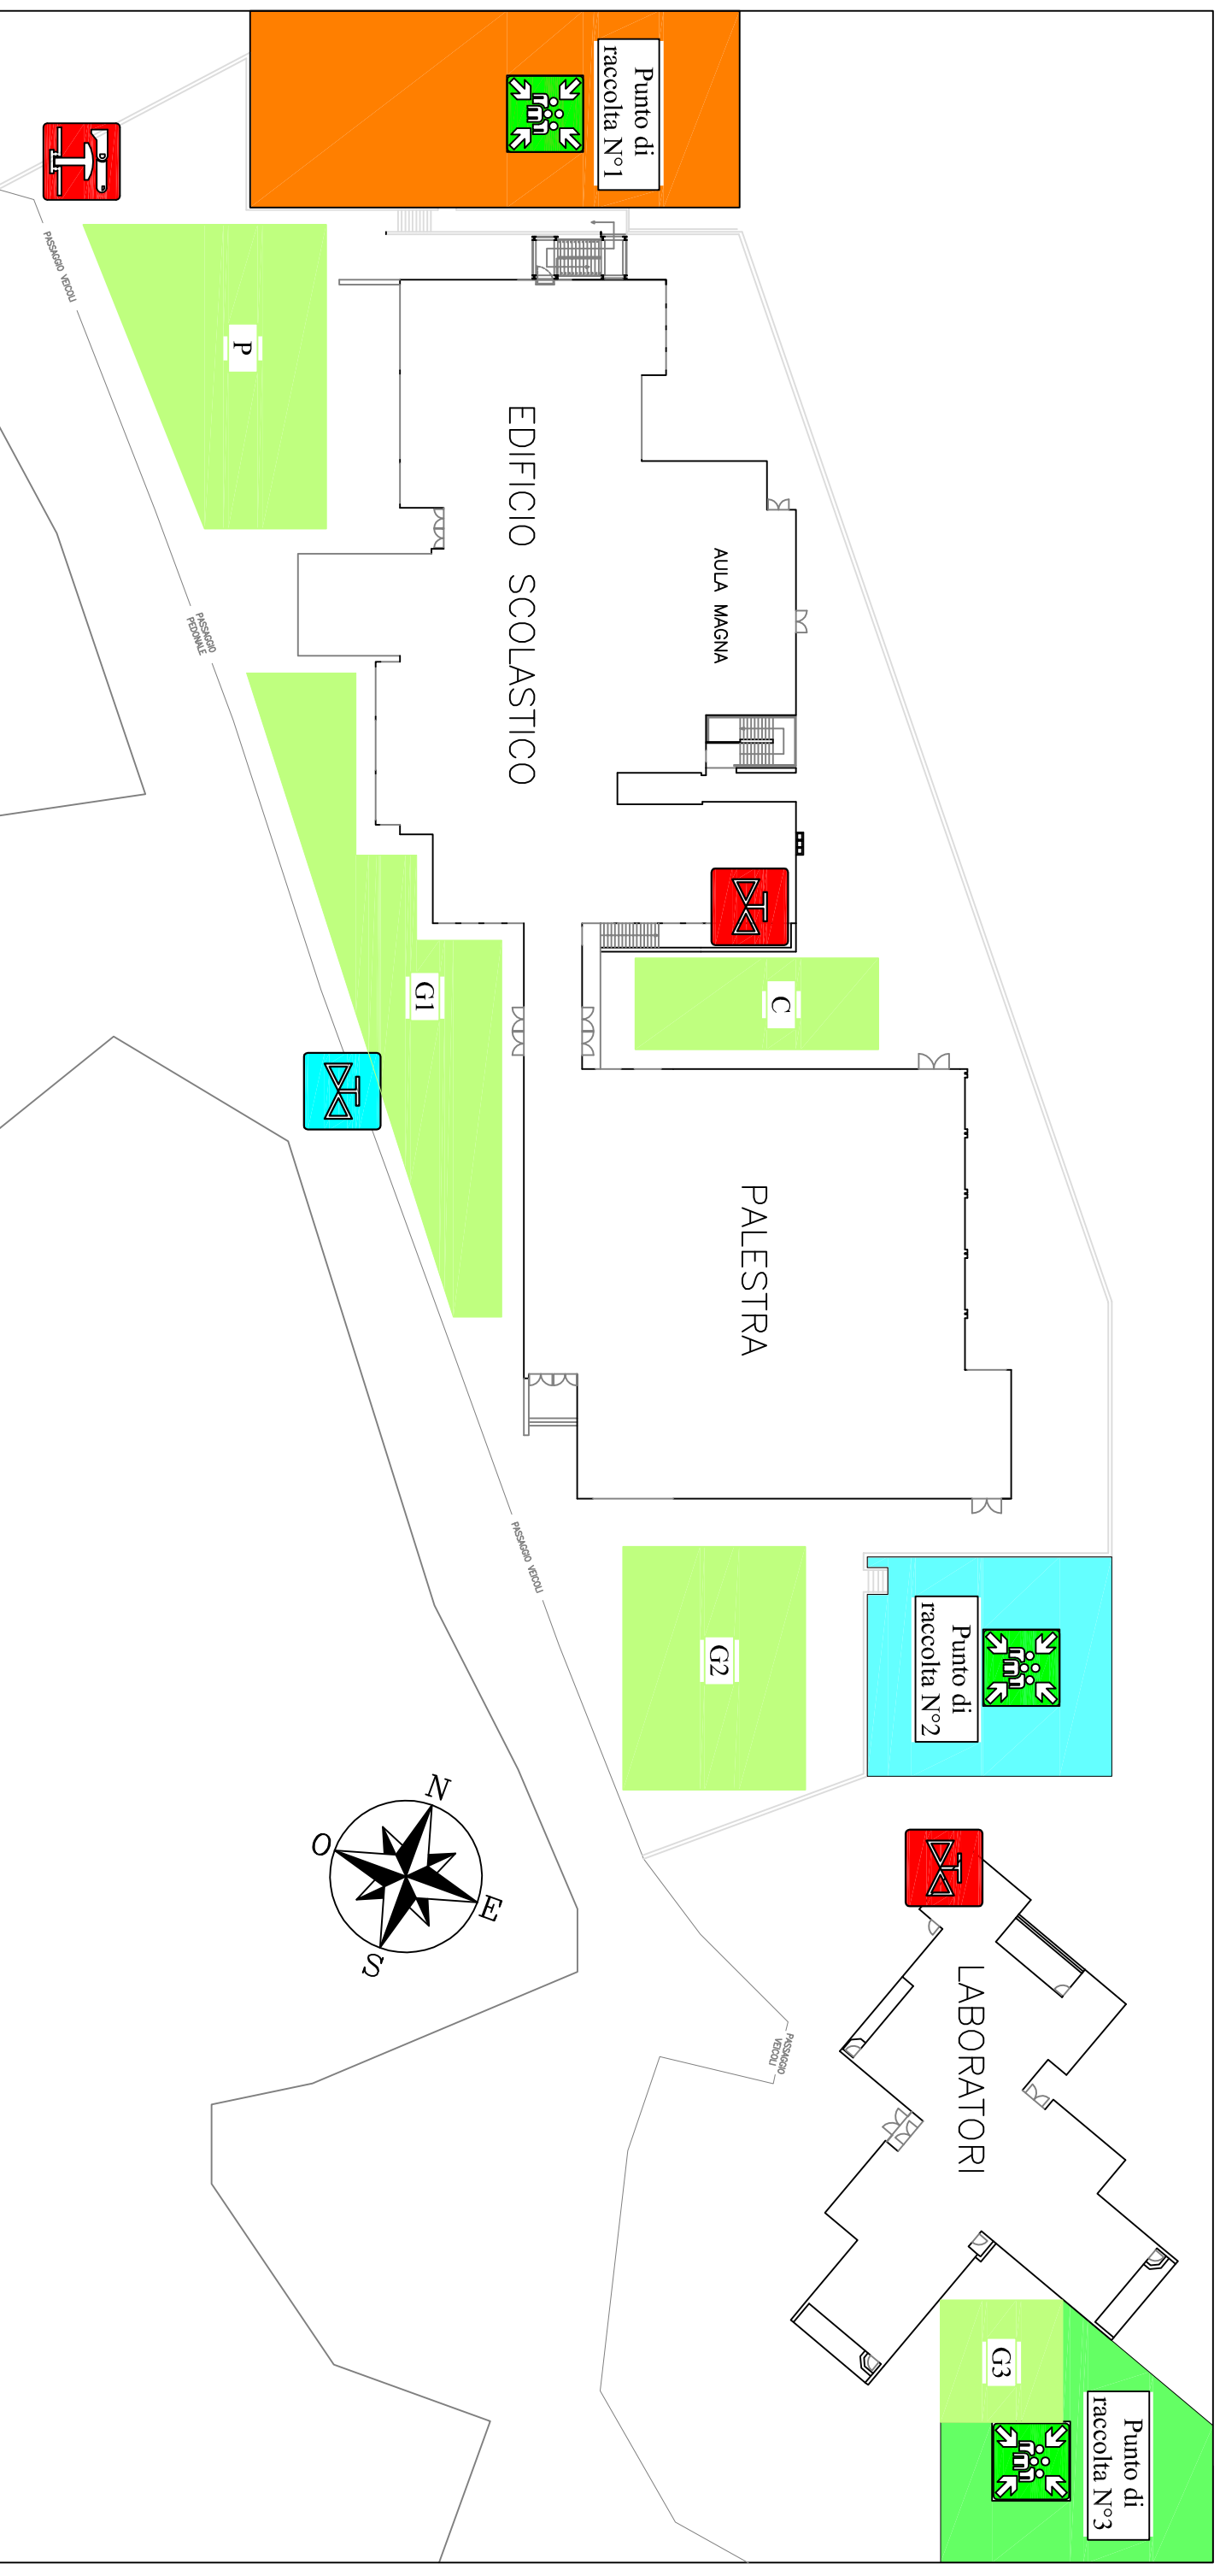 Punto di
raccolta N°1
PASSAGGIO VEICOLI
P
EDIFICIO SCOLASTICO
AULA MAGNA
PASSAGGIO
PEDONALE
G1
C
PALESTRA
PASSAGGIO VEICOLI
G2
Punto di
raccolta N°2
N
O
E
S
PASSAGGIO
VEICOLI
LABORATORI
G3
Punto di
raccolta N°3